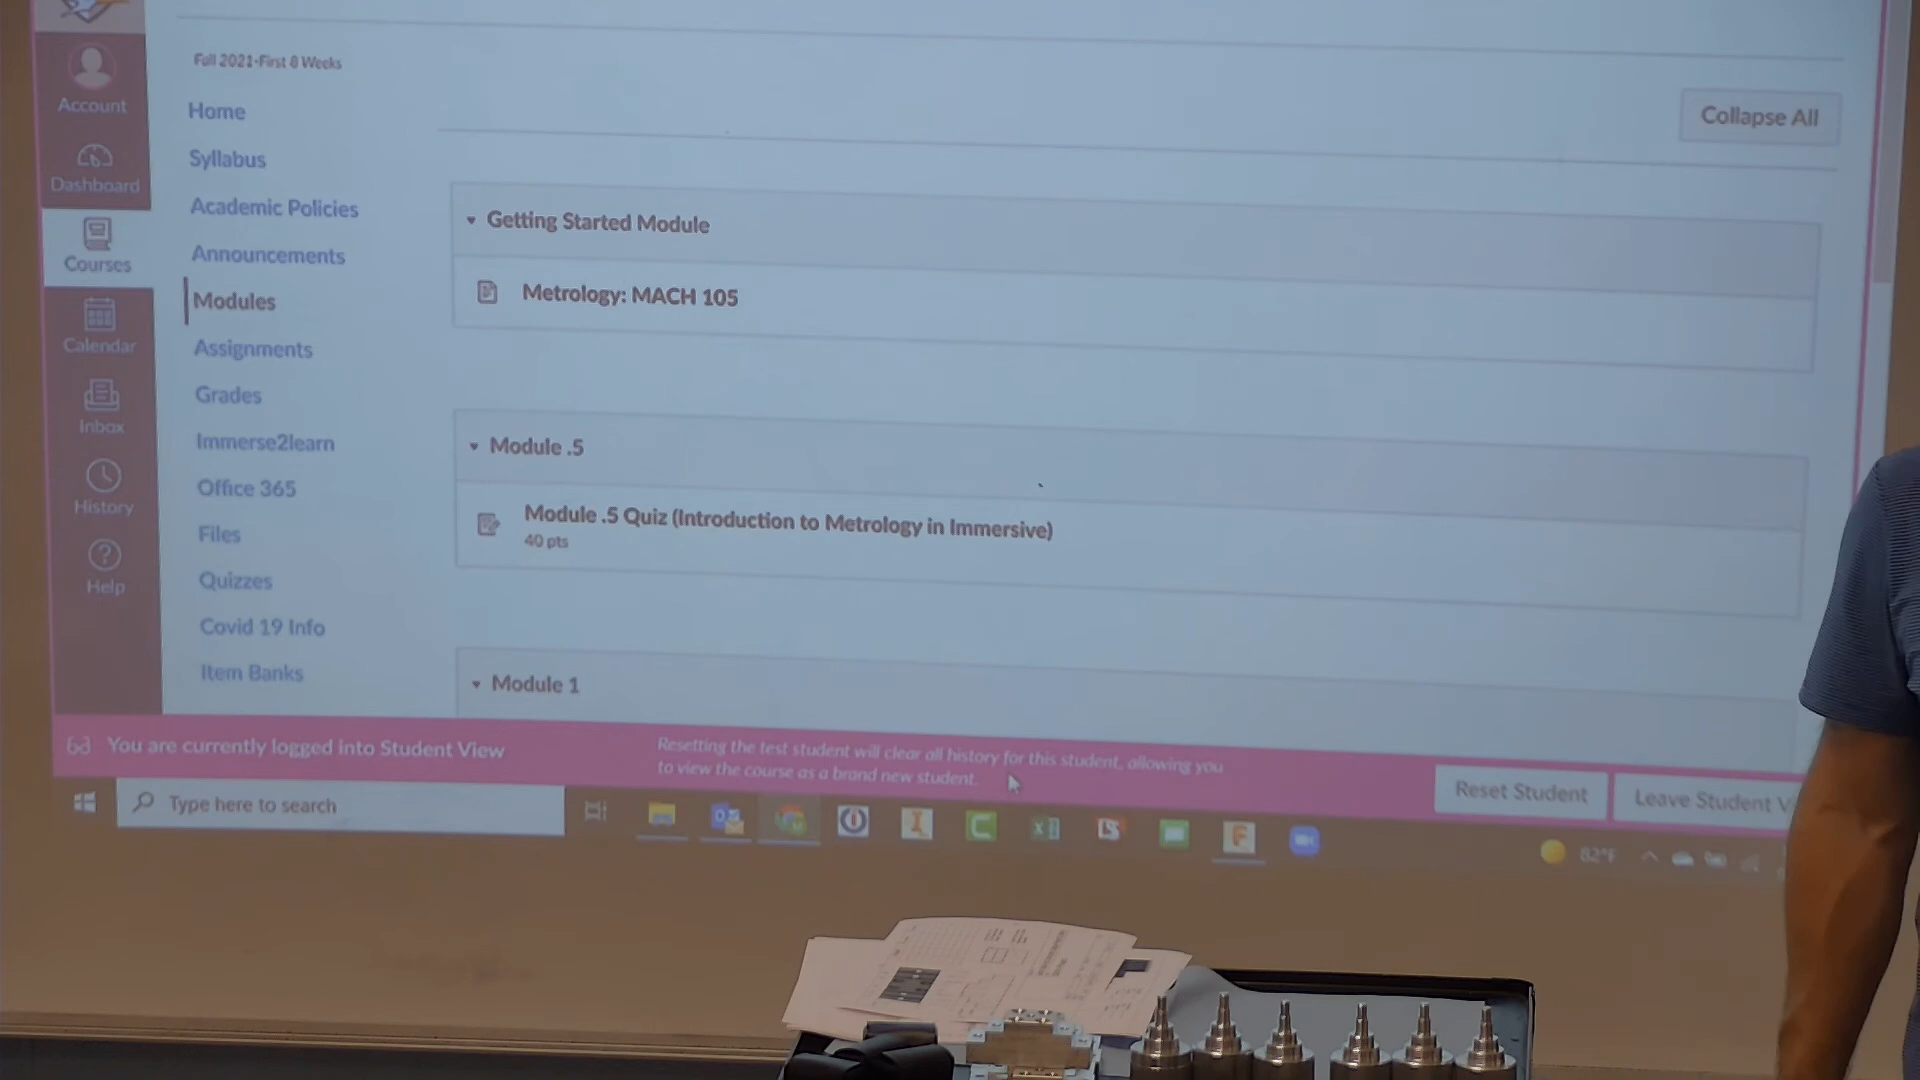 Fall 2021-First 8 Weeks
Account
Dashboard
Courses
Calendar
Inbox
History
Help
Home
Syllabus
Academic Policies
Announcements
Modules
Assignments
Grades
Immerse2learn
Office 365
Files
Quizzes
Covid 19 Info
Item Banks
Collapse All
Getting Started Module
Metrology: MACH 105
Module .5
Module .5 Quiz (Introduction to Metrology in Immersive)
40 pts
Module 1
You are currently logged into Student View
Resetting the test student will clear all history for this student, allowing you
to view the course as a brand new student.
Reset Student
Leave Student V
Type here to search
82°F